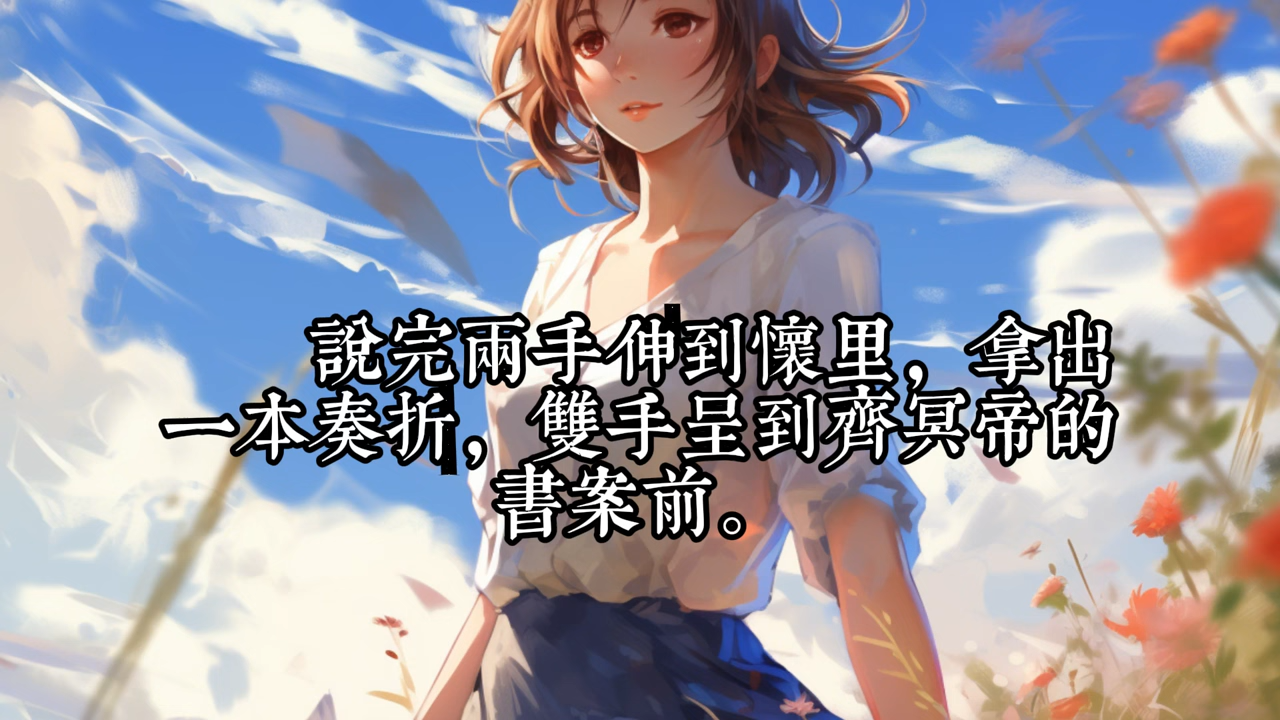 說完兩手伸到懷里，拿出
一本奏折，雙手呈到齊冥帝的
書案前。